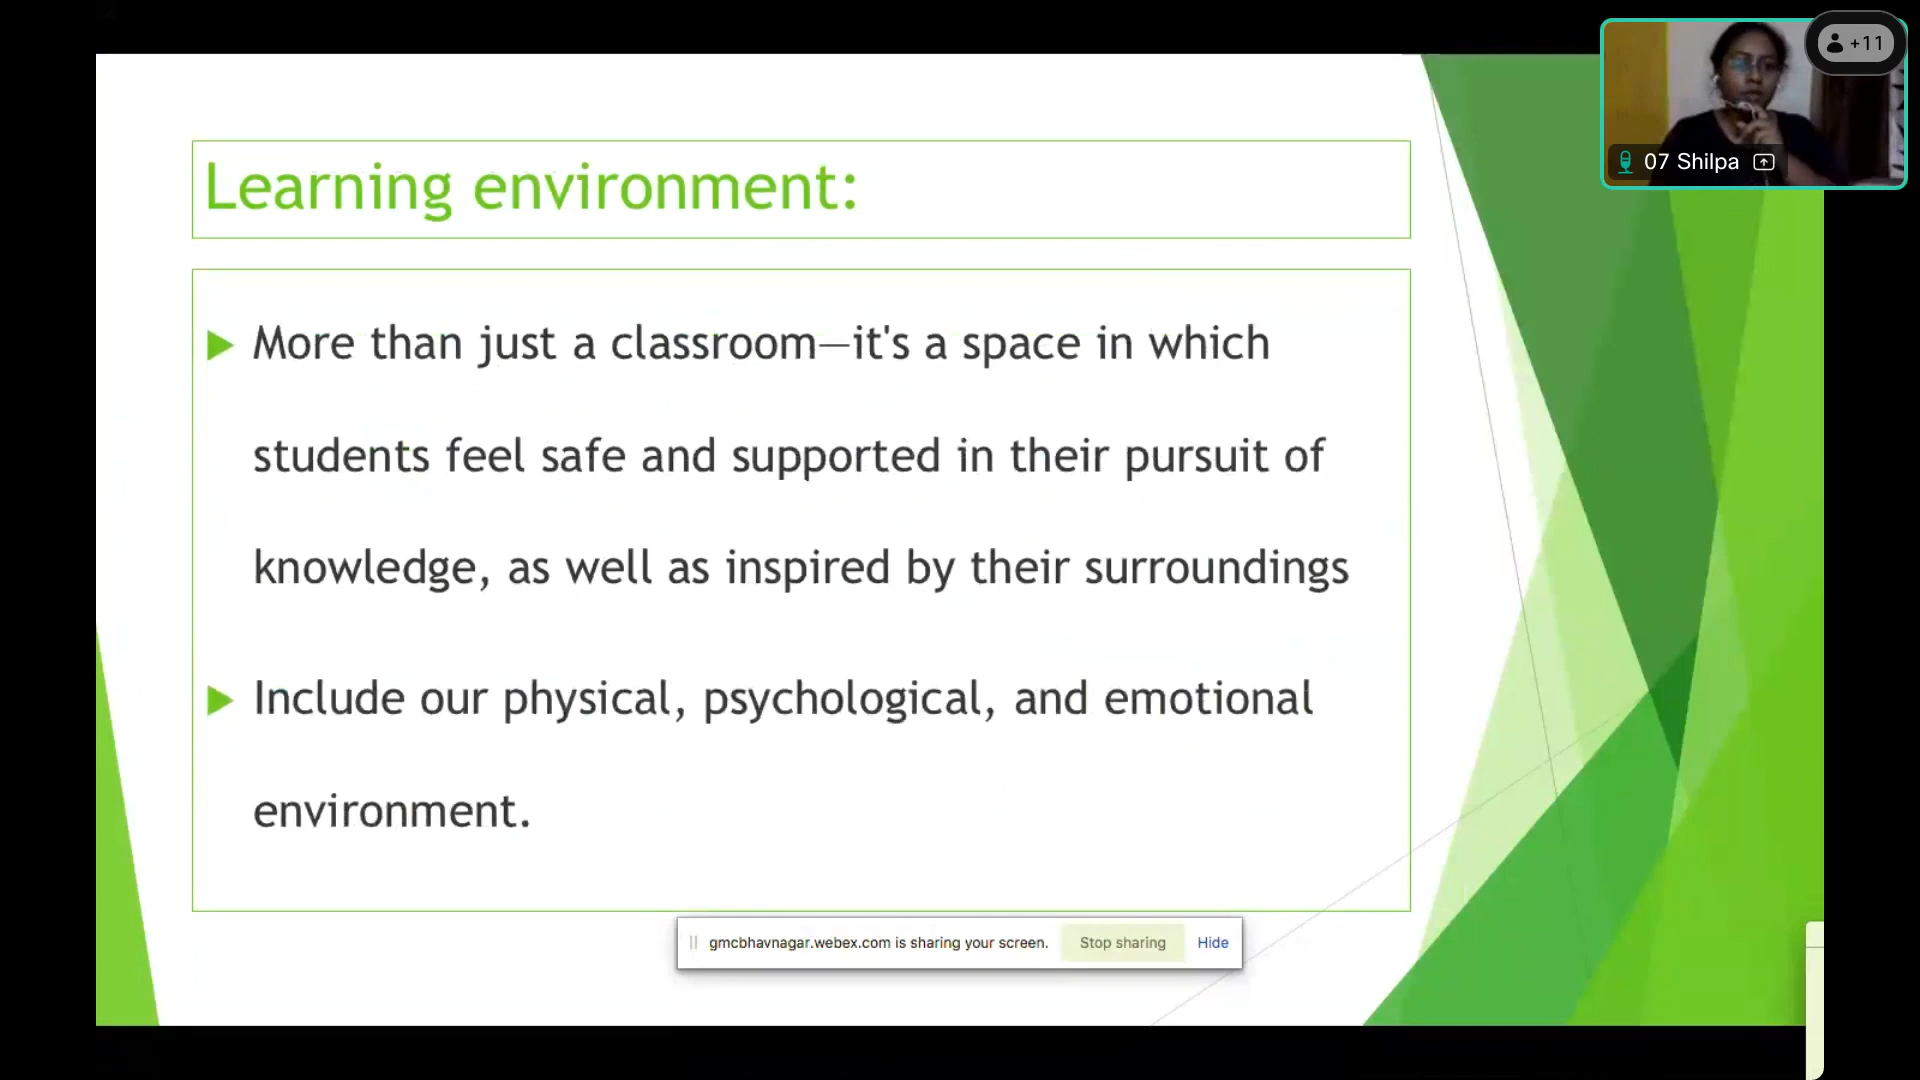 +11
07 Shilpa
Learning environment:
More than just a classroom—it's a space in which
students feel safe and supported in their pursuit of
knowledge, as well as inspired by their surroundings
Include our physical, psychological, and emotional
environment.
gmcbhavnagar.webex.com is sharing your screen. Stop sharing Hide